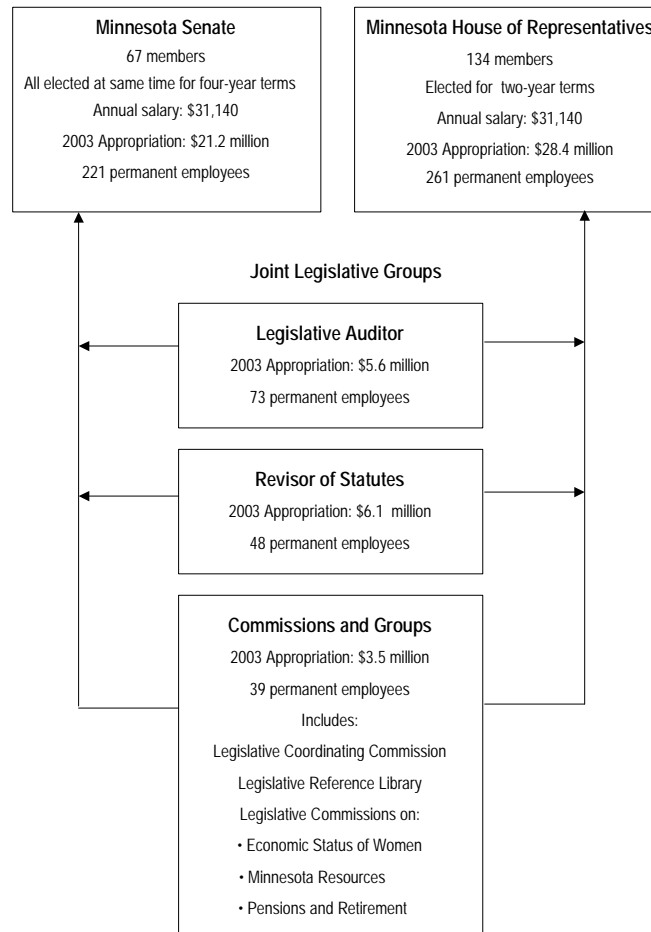 Minnesota Senate
67 members
All elected at same time for four-year terms
Annual salary: $31,140
2003 Appropriation: $21.2 million
221 permanent employees
Minnesota House of Representatives
134 members
Elected for two-year terms
Annual salary: $31,140
2003 Appropriation: $28.4 million
261 permanent employees
Joint Legislative Groups
Legislative Auditor
2003 Appropriation: $5.6 million
73 permanent employees
Revisor of Statutes
2003 Appropriation: $6.1 million
48 permanent employees
Commissions and Groups
2003 Appropriation: $3.5 million
39 permanent employees
Includes:
Legislative Coordinating Commission
Legislative Reference Library
Legislative Commissions on:
• Economic Status of Women
• Minnesota Resources
• Pensions and Retirement